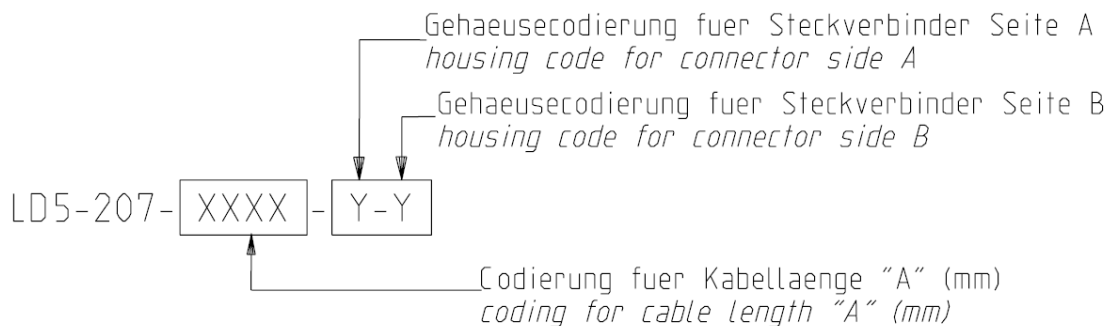 Gehaeusecodierung fuer Steckverbinder Seite A
housing code for connector side A
Gehaeusecodierung fuer Steckverbinder Seite B
housing code for connector side B
LD5-207-XXXX-Y-Y
Codierung fuer Kabellaenge "A" (mm)
coding for cable length "A" (mm)